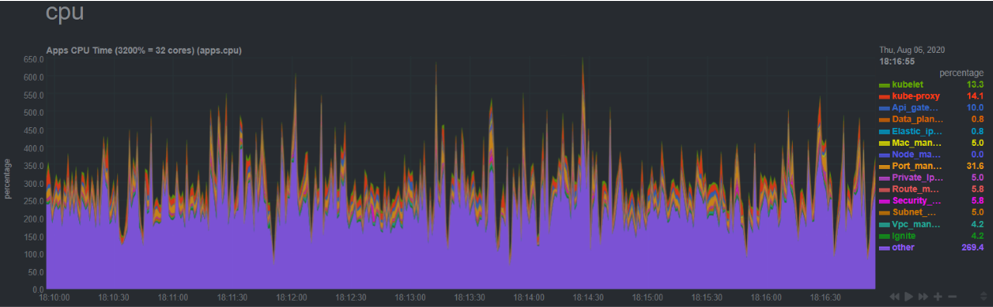 cpu
Apps CPU Time (3200% = 32 cores) (apps.cpu)
Thu, Aug 06, 2020
18:16:55
percentage
kubelet 13.3
kube-proxy 14.1
Api_gate... 10.0
Data_plan... 0.8
Elastic_ip... 0.8
Mac_man... 5.0
Node_ma... 0.0
Port_man... 31.6
Private_Ip... 5.0
Route_m... 5.8
Security_... 5.8
Subnet_... 5.0
Vpc_man... 4.2
Ignite 4.2
other 269.4
percentage
650.0
600.0
550.0
500.0
450.0
400.0
350.0
300.0
250.0
200.0
150.0
100.0
50.0
0.0
18:10:00 18:10:30 18:11:00 18:11:30 18:12:00 18:12:30 18:13:00 18:13:30 18:14:00 18:14:30 18:15:00 18:15:30 18:16:00 18:16:30